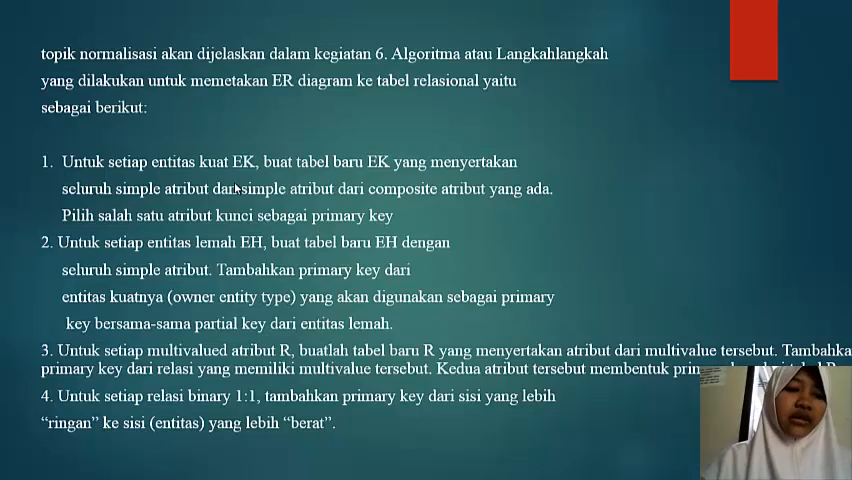 topik normalisasi akan dijelaskan dalam kegiatan 6. Algoritma atau Langkahlangkah
yang dilakukan untuk memetakan ER diagram ke tabel relasional yaitu
sebagai berikut:
1. Untuk setiap entitas kuat EK, buat tabel baru EK yang menyertakan
seluruh simple atribut dan simple atribut dari composite atribut yang ada.
Pilih salah satu atribut kunci sebagai primary key
2. Untuk setiap entitas lemah EH, buat tabel baru EH dengan
seluruh simple atribut. Tambahkan primary key dari
entitas kuatnya (owner entity type) yang akan digunakan sebagai primary
key bersama-sama partial key dari entitas lemah.
3. Untuk setiap multivalued atribut R, buatlah tabel baru R yang menyertakan atribut dari multivalue tersebut. Tambahka
primary key dari relasi yang memiliki multivalue tersebut. Kedua atribut tersebut membentuk
4. Untuk setiap relasi binary 1:1, tambahkan primary key dari sisi yang lebih
“ringan” ke sisi (entitas) yang lebih “berat”.